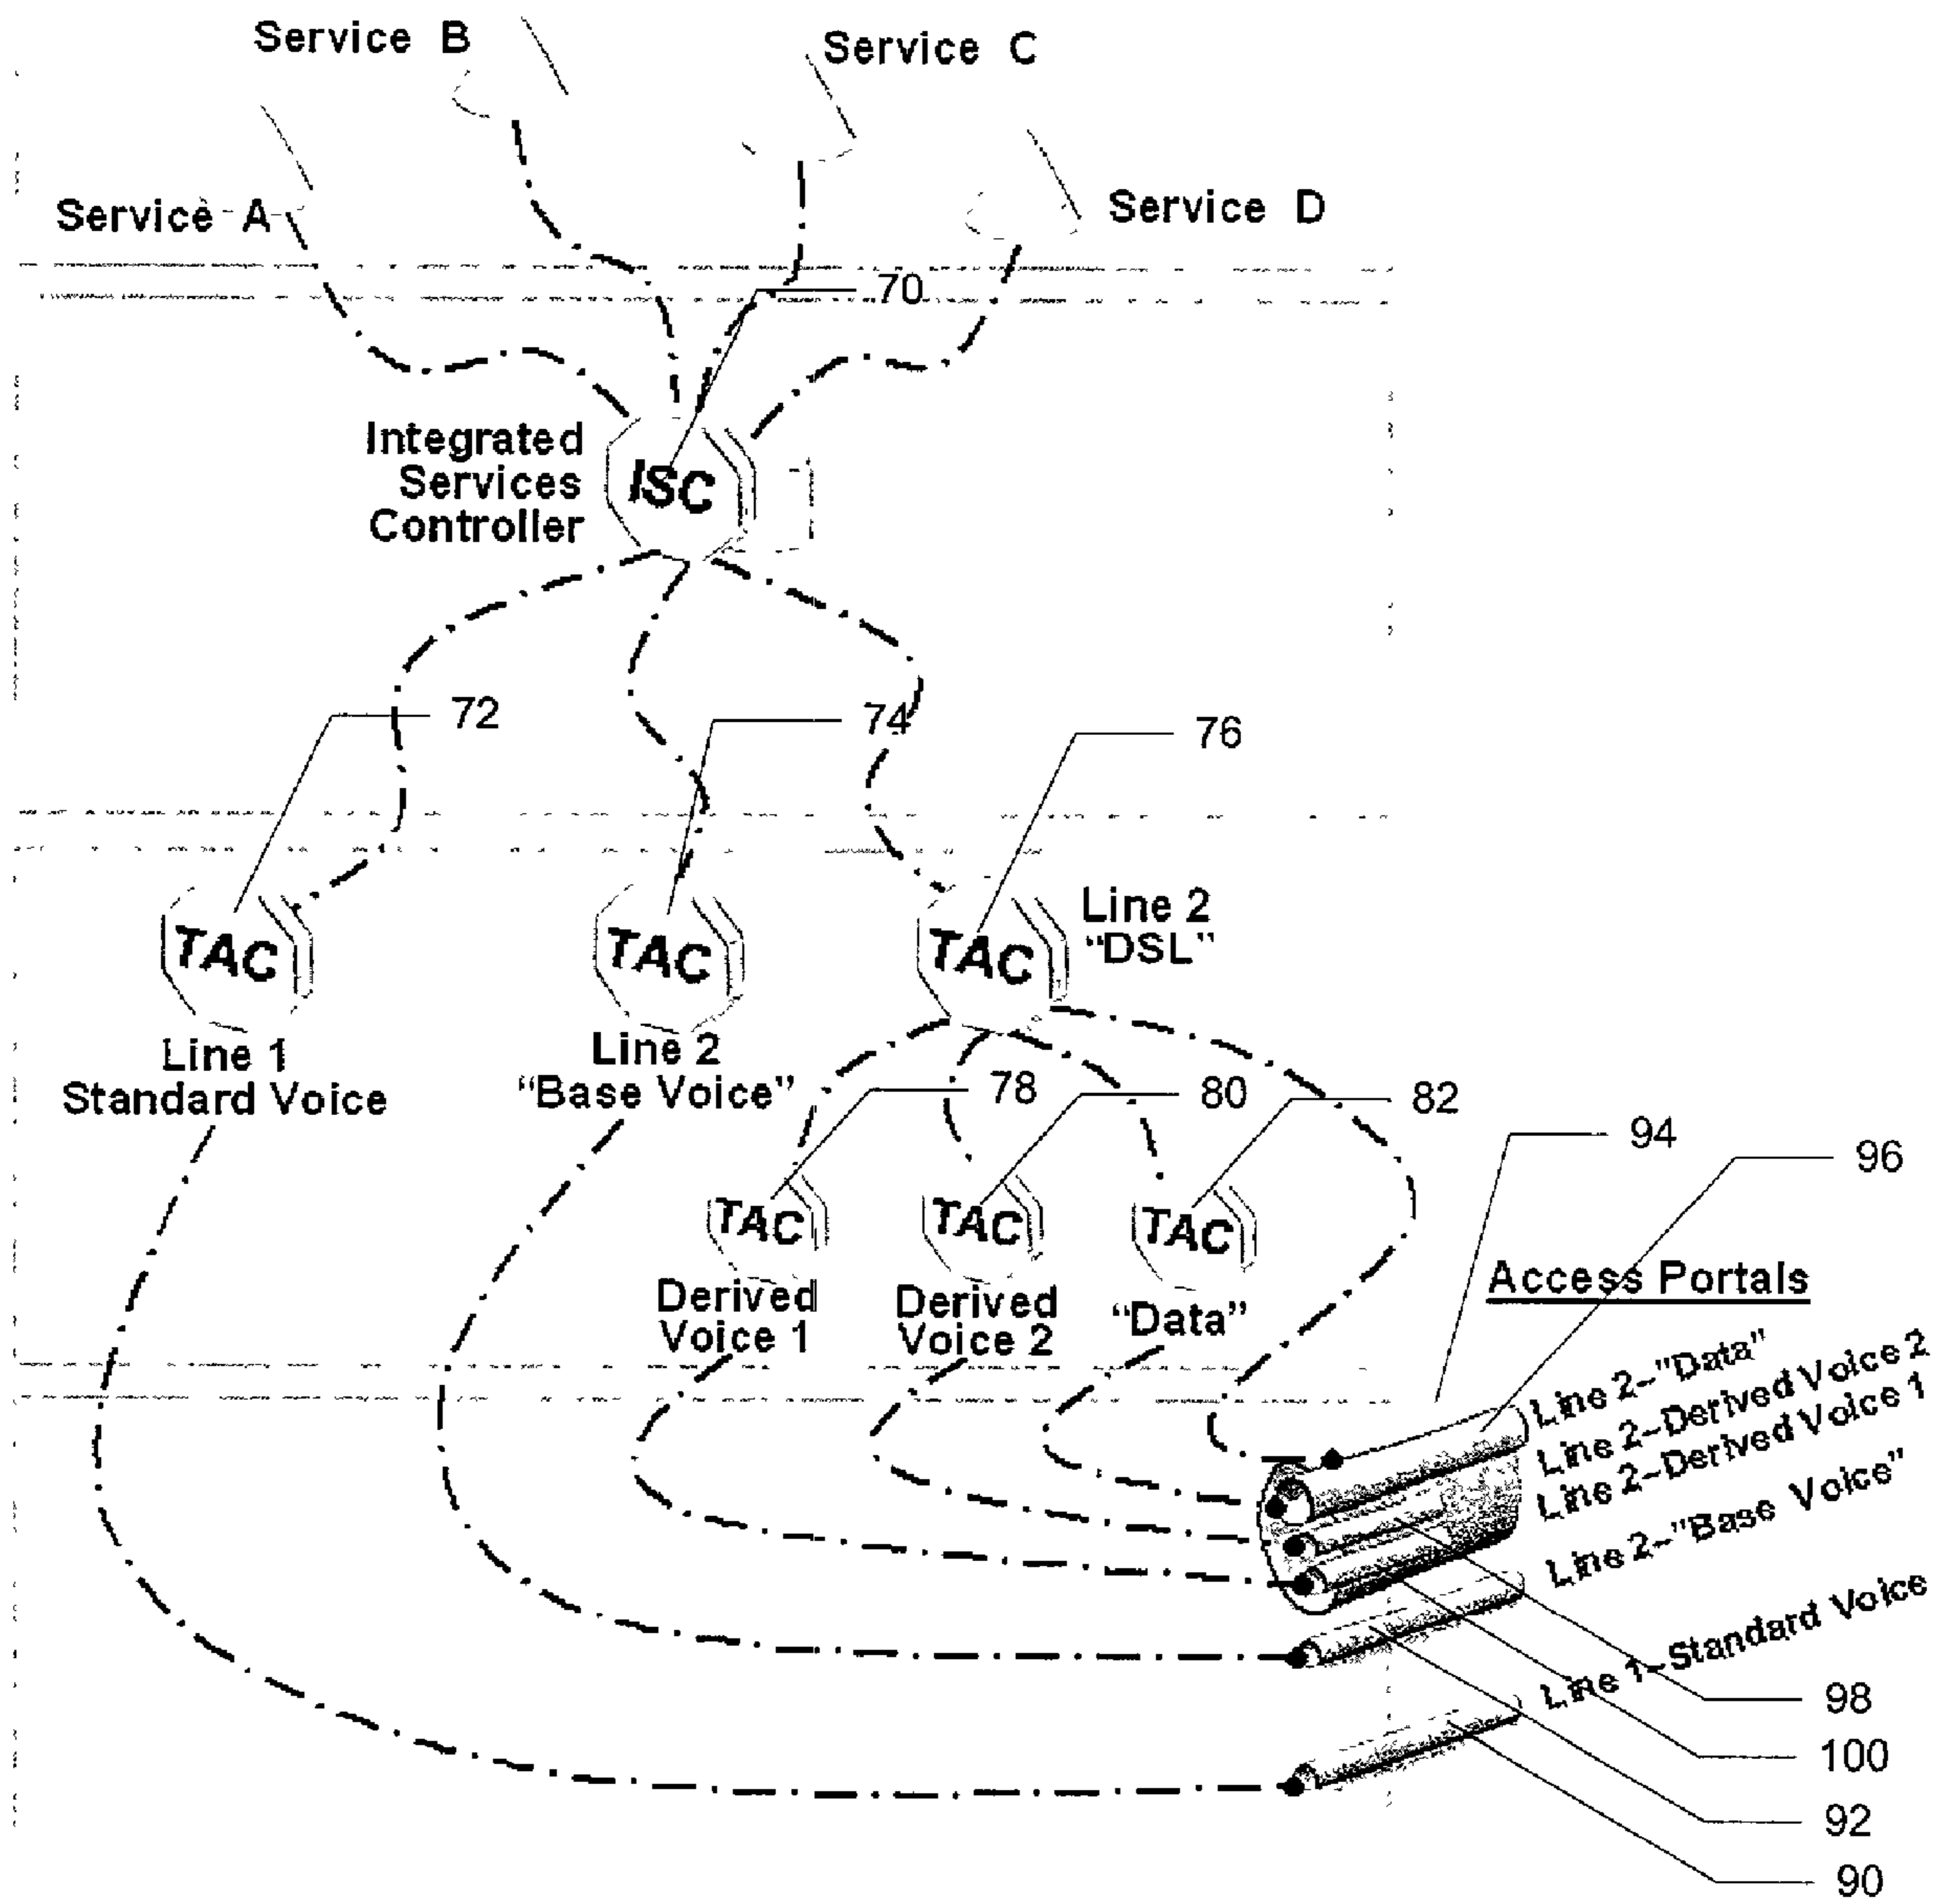 Service B
Service C
Service A
Service D
70
Integrated
Services
Controller
ISC
72
74
76
TAC
TAC
TAC
Line 2
“DSL”
Line 1
Standard Voice
Line 2
“Base Voice”
78
80
82
94
96
TAC
TAC
TAC
Derived
Voice 1
Derived
Voice 2
“Data”
Access Portals
Line 2–"Data"
Line 2–Derived Voice 2
Line 2–Derived Voice 1
Line 2–"Base Voice"
Line 1–Standard Voice
98
100
92
90